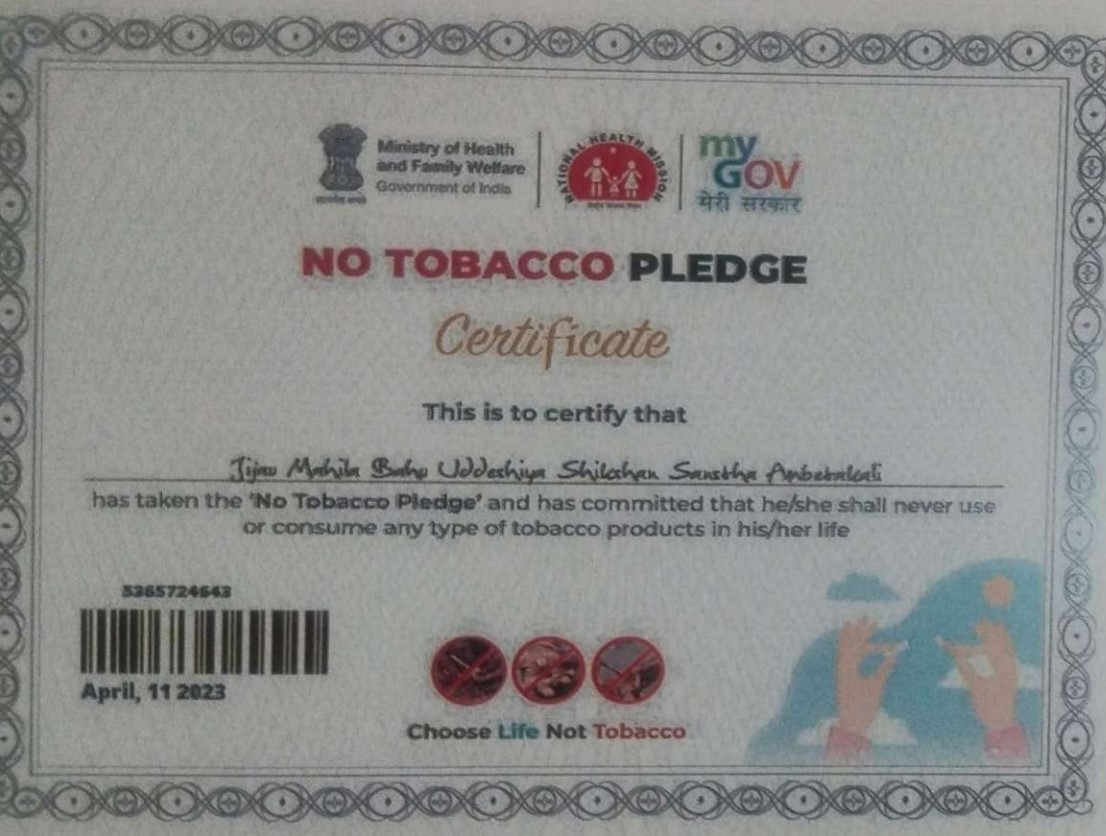 Ministry of Health
and Family Welfare
Government of India
NATIONAL HEALTH MISSION
my
GOV
मेरी सरकार
NO TOBACCO PLEDGE
Certificate
This is to certify that
Jijau Mahila Bahu Uddeshiya Shikshan Sanstha
has taken the 'No Tobacco Pledge' and has committed that he/she shall never use
or consume any type of tobacco products in his/her life
5365724643
April, 11 2023
Choose Life Not Tobacco